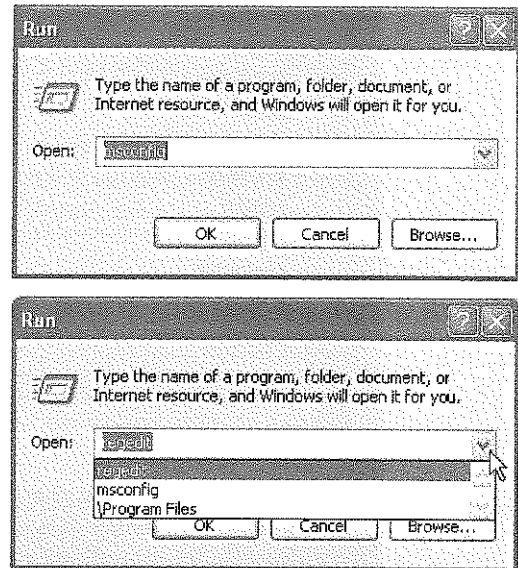 Run
Type the name of a program, folder, document, or
Internet resource, and Windows will open it for you.
Open: msconfig
OK Cancel Browse...
Run
Type the name of a program, folder, document, or
Internet resource, and Windows will open it for you.
Open: regedit
regedit
msconfig
\Program Files
OK Cancel Browse...